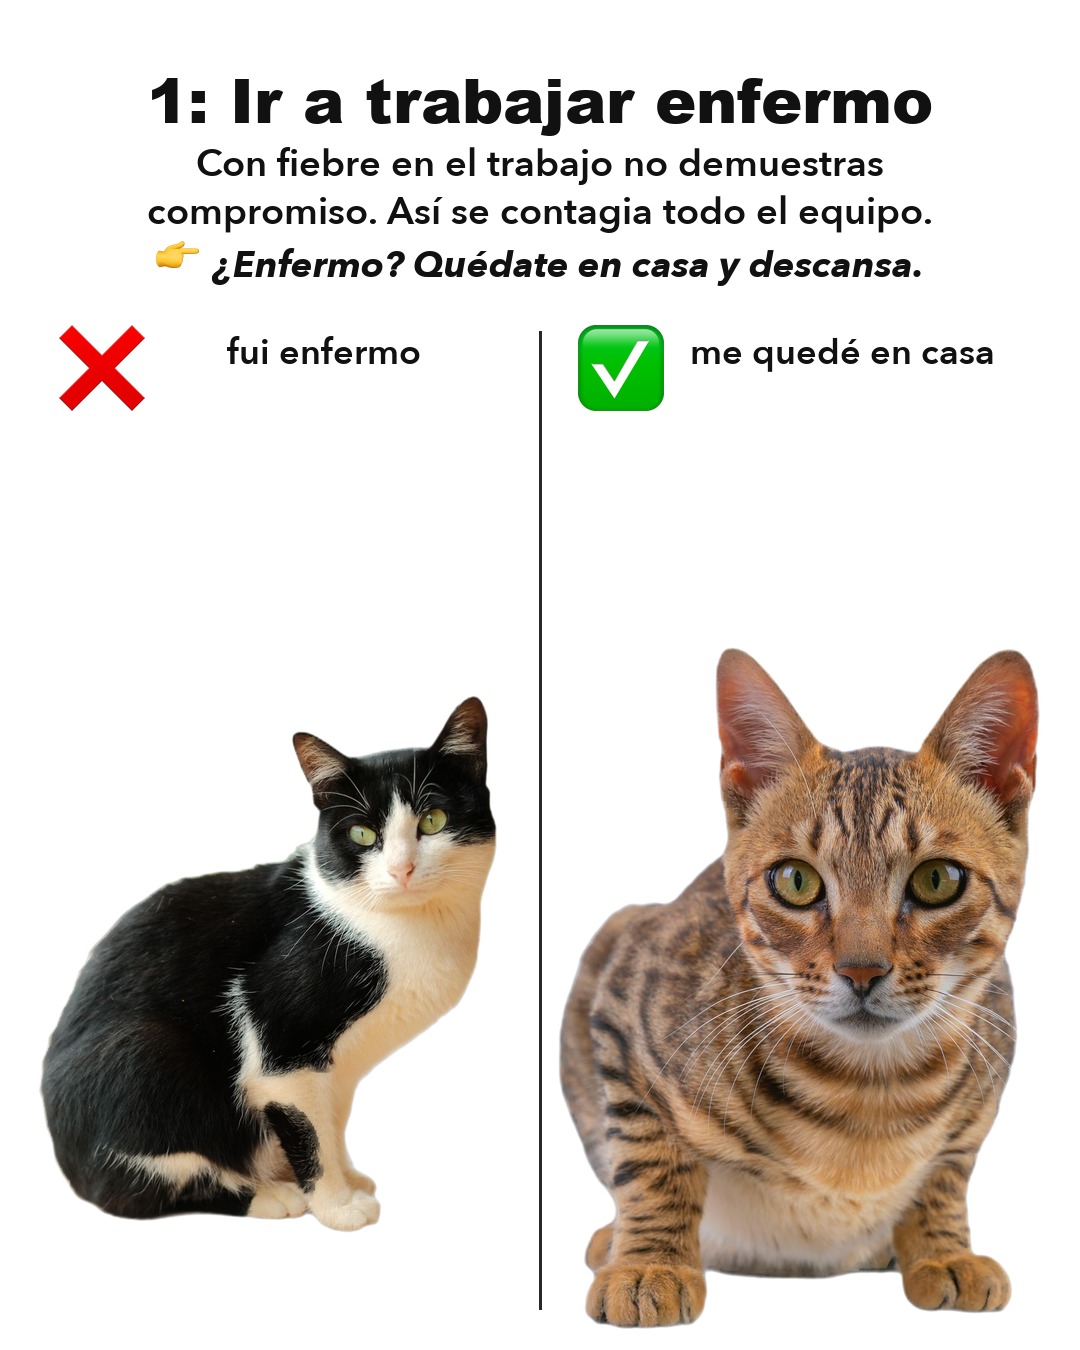 1: Ir a trabajar enfermo
Con fiebre en el trabajo no demuestras
compromiso. Así se contagia todo el equipo.
👉 ¿Enfermo? Quédate en casa y descansa.
❌ fui enfermo
✅ me quedé en casa